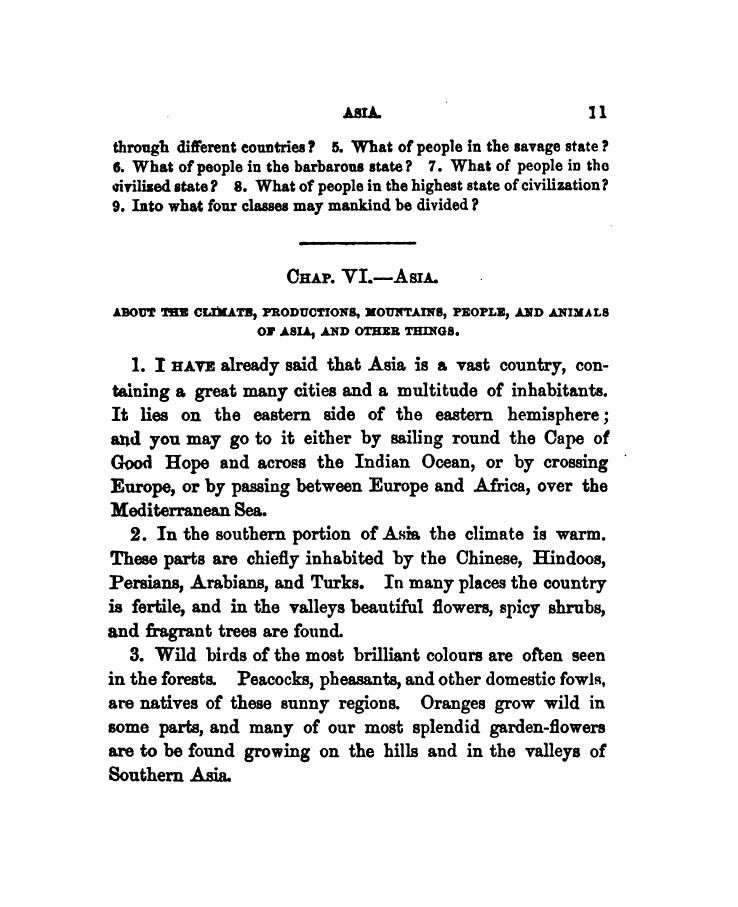 ASIA. 11
through different countries? 5. What of people in the savage state?
6. What of people in the barbarous state? 7. What of people in the
civilized state? 8. What of people in the highest state of civilization?
9. Into what four classes may mankind be divided?
CHAP. VI.—ASIA.
ABOUT THE CLIMATE, PRODUCTIONS, MOUNTAINS, PEOPLE, AND ANIMALS
OF ASIA, AND OTHER THINGS.
1. I HAVE already said that Asia is a vast country, con-
taining a great many cities and a multitude of inhabitants.
It lies on the eastern side of the eastern hemisphere;
and you may go to it either by sailing round the Cape of
Good Hope and across the Indian Ocean, or by crossing
Europe, or by passing between Europe and Africa, over the
Mediterranean Sea.
2. In the southern portion of Asia the climate is warm.
These parts are chiefly inhabited by the Chinese, Hindoos,
Persians, Arabians, and Turks. In many places the country
is fertile, and in the valleys beautiful flowers, spicy shrubs,
and fragrant trees are found.
3. Wild birds of the most brilliant colours are often seen
in the forests. Peacocks, pheasants, and other domestic fowls,
are natives of these sunny regions. Oranges grow wild in
some parts, and many of our most splendid garden-flowers
are to be found growing on the hills and in the valleys of
Southern Asia.